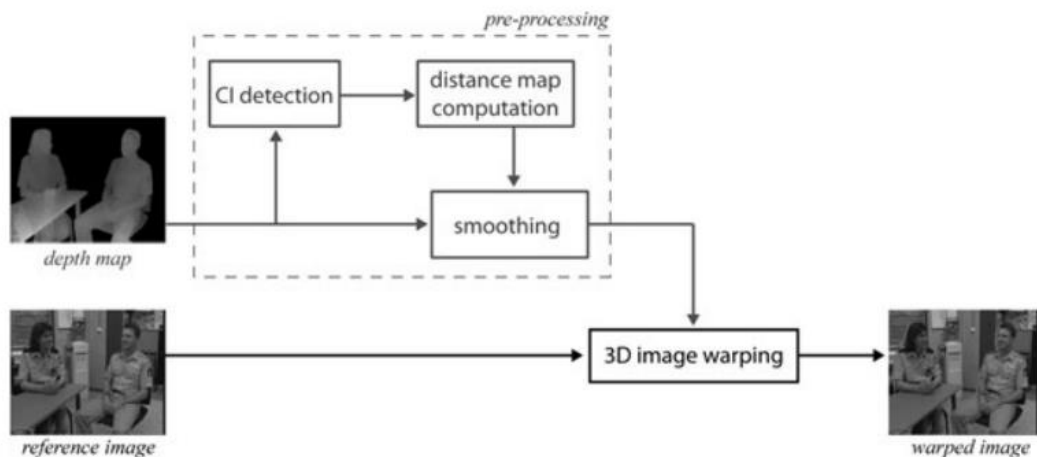 pre-processing
CI detection
distance map
computation
smoothing
depth map
3D image warping
reference image
warped image